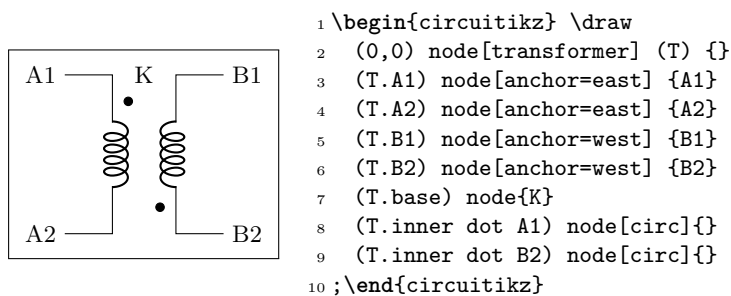 A1 K B1
A2 B2
1 \begin{circuitikz} \draw
2 (0,0) node[transformer] (T) {}
3 (T.A1) node[anchor=east] {A1}
4 (T.A2) node[anchor=east] {A2}
5 (T.B1) node[anchor=west] {B1}
6 (T.B2) node[anchor=west] {B2}
7 (T.base) node{K}
8 (T.inner dot A1) node[circ]{}
9 (T.inner dot B2) node[circ]{}
10 ;\end{circuitikz}